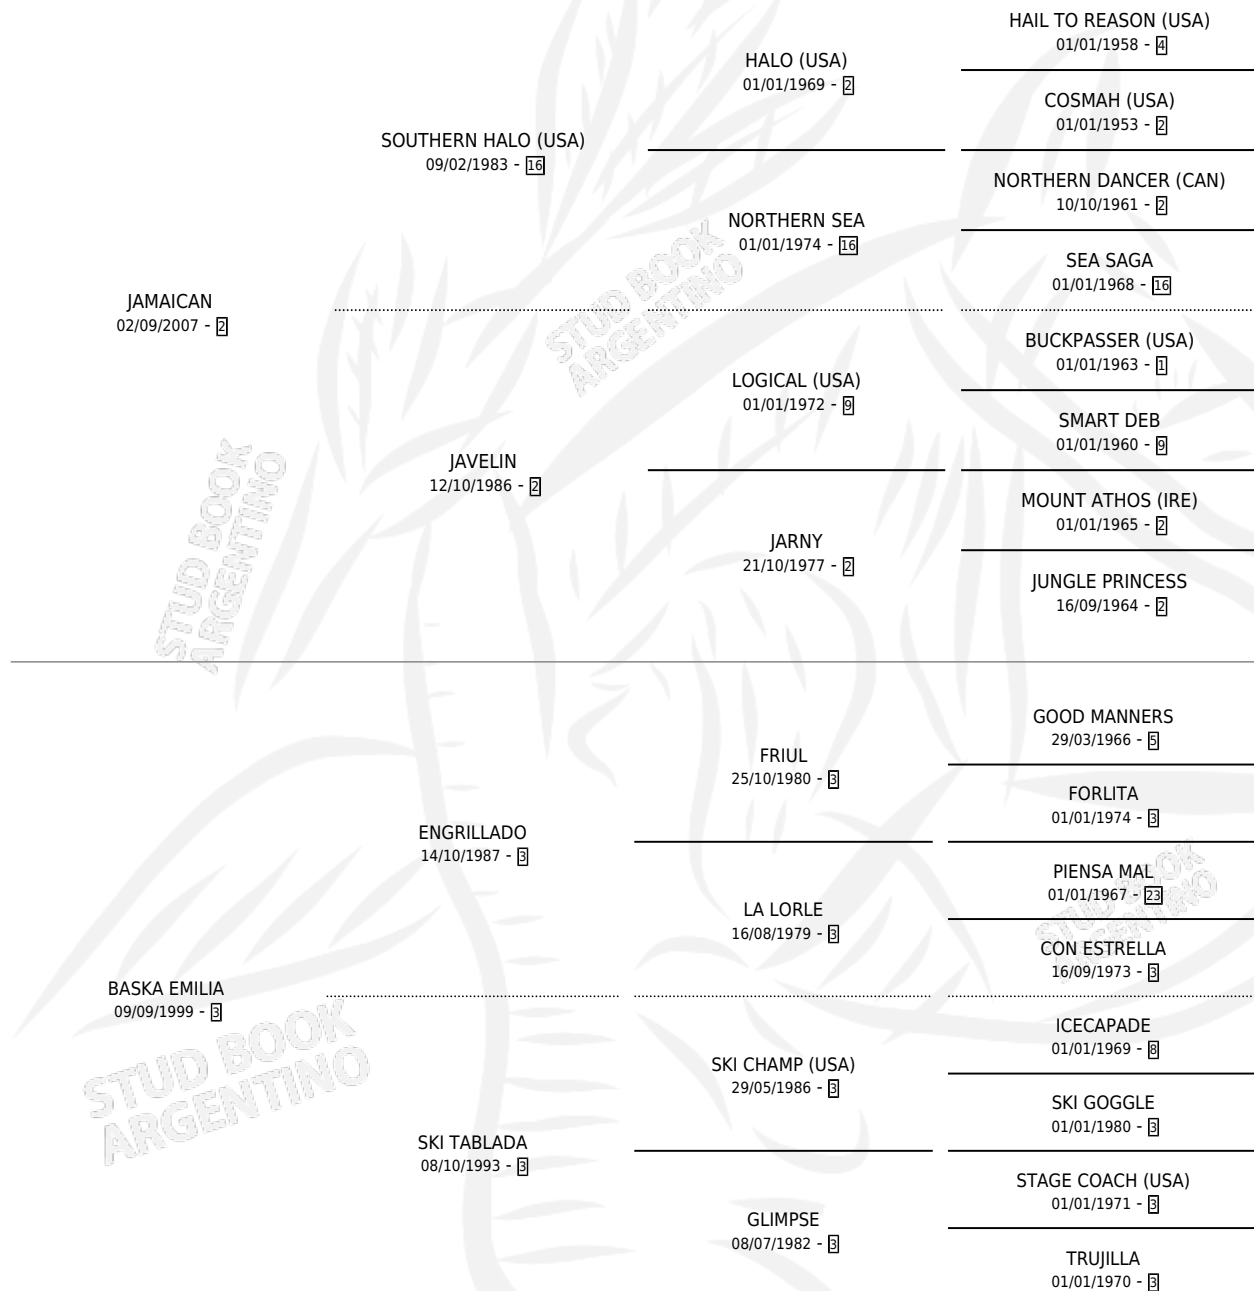 HAIL TO REASON (USA)
01/01/1958 - 4
HALO (USA)
01/01/1969 - 2
COSMAH (USA)
01/01/1953 - 2
SOUTHERN HALO (USA)
09/02/1983 - 16
NORTHERN DANCER (CAN)
10/10/1961 - 2
NORTHERN SEA
01/01/1974 - 16
SEA SAGA
01/01/1968 - 16
JAMAICAN
02/09/2007 - 2
BUCKPASSER (USA)
01/01/1963 - 1
LOGICAL (USA)
01/01/1972 - 9
SMART DEB
01/01/1960 - 9
JAVELIN
12/10/1986 - 2
MOUNT ATHOS (IRE)
01/01/1965 - 2
JARNY
21/10/1977 - 2
JUNGLE PRINCESS
16/09/1964 - 2
GOOD MANNERS
29/03/1966 - 5
FRIUL
25/10/1980 - 3
FORLITA
01/01/1974 - 3
ENGRILLADO
14/10/1987 - 3
PIENSA MAL
01/01/1967 - 23
LA LORLE
16/08/1979 - 3
CON ESTRELLA
16/09/1973 - 3
BASKA EMILIA
09/09/1999 - 3
ICECAPADE
01/01/1969 - 8
SKI CHAMP (USA)
29/05/1986 - 3
SKI GOGGLE
01/01/1980 - 3
SKI TABLADA
08/10/1993 - 3
STAGE COACH (USA)
01/01/1971 - 3
GLIMPSE
08/07/1982 - 3
TRUJILLA
01/01/1970 - 3
STUD BOOK
ARGENTINO
STUD BOOK
ARGENTINO
STUD BOOK
ARGENTINO
STUD BOOK
ARGENTINO